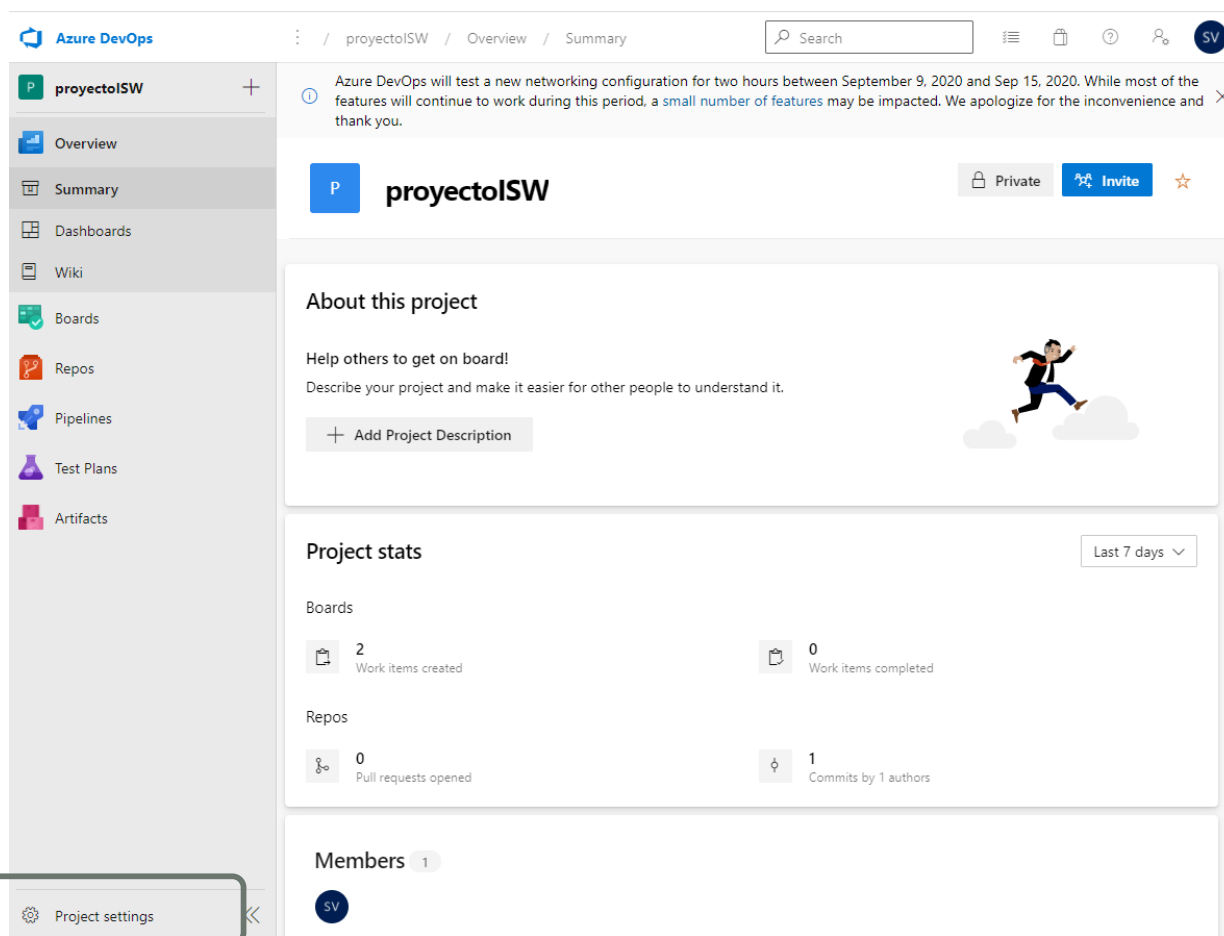 Azure DevOps
/ proyectoISW / Overview / Summary
Search
SV
P proyectoISW
Azure DevOps will test a new networking configuration for two hours between September 9, 2020 and Sep 15, 2020. While most of the
features will continue to work during this period, a small number of features may be impacted. We apologize for the inconvenience and
thank you.
Overview
Summary
Dashboards
Wiki
Boards
Repos
Pipelines
Test Plans
Artifacts
Project settings
P
proyectoISW
Private
Invite
About this project
Help others to get on board!
Describe your project and make it easier for other people to understand it.
+ Add Project Description
Project stats
Last 7 days
Boards
2
Work items created
0
Work items completed
Repos
0
Pull requests opened
1
Commits by 1 authors
Members 1
SV